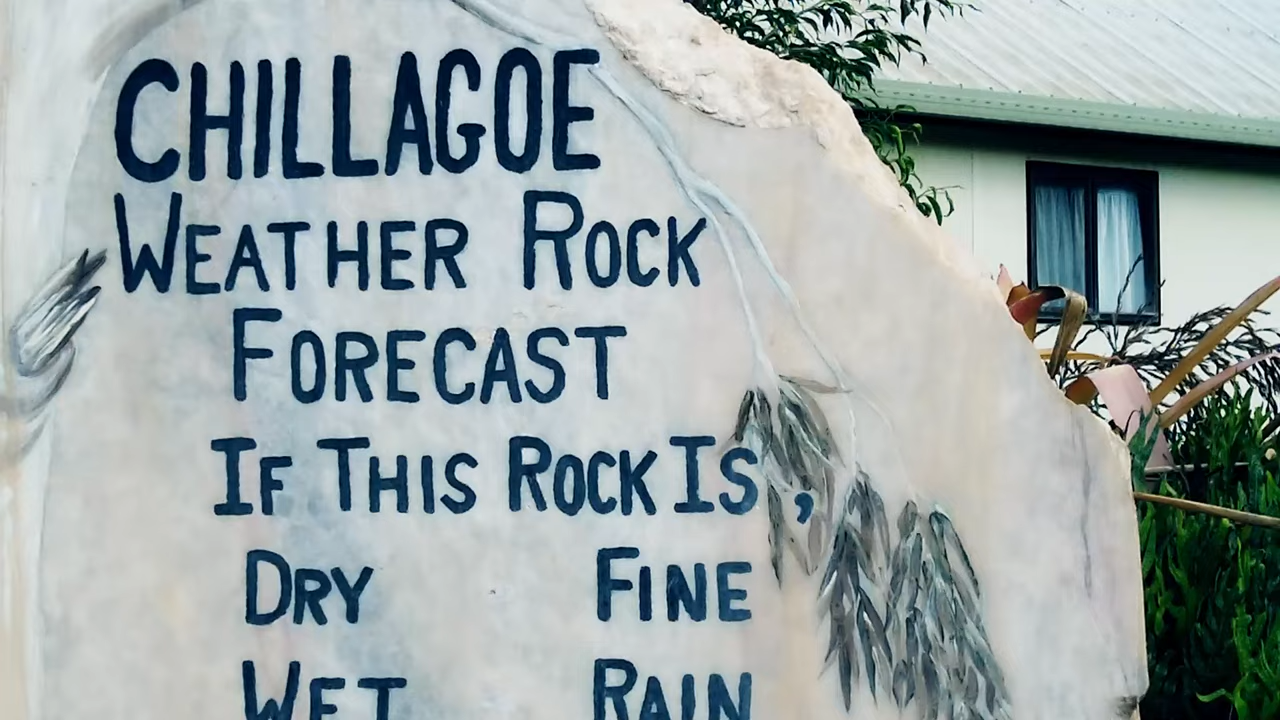 CHILLAGOE
WEATHER ROCK
FORECAST
IF THIS ROCK IS,
DRY FINE
WET RAIN